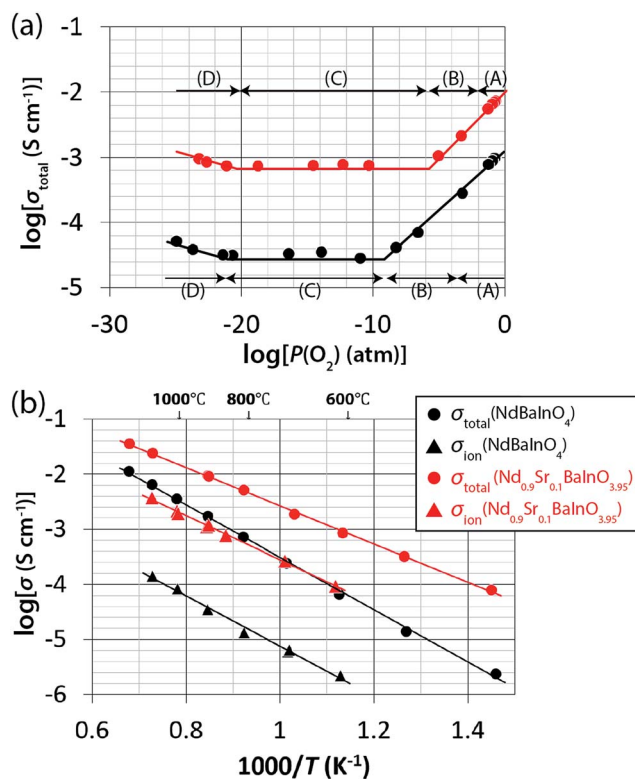 (a)
-1
-2
-3
-4
-5
log[σtotal (S cm⁻¹)]
(D) (C) (B) (A)
(D) (C) (B) (A)
-30 -20 -10 0
log[P(O₂) (atm)]
(b)
1000°C 800°C 600°C
-1
-2
-3
-4
-5
-6
log[σ (S cm⁻¹)]
σtotal(NdBaInO₄)
σion(NdBaInO₄)
σtotal(Nd₀.₉Sr₀.₁BaInO₃.₉₅)
σion(Nd₀.₉Sr₀.₁BaInO₃.₉₅)
0.6 0.8 1 1.2 1.4
1000/T (K⁻¹)